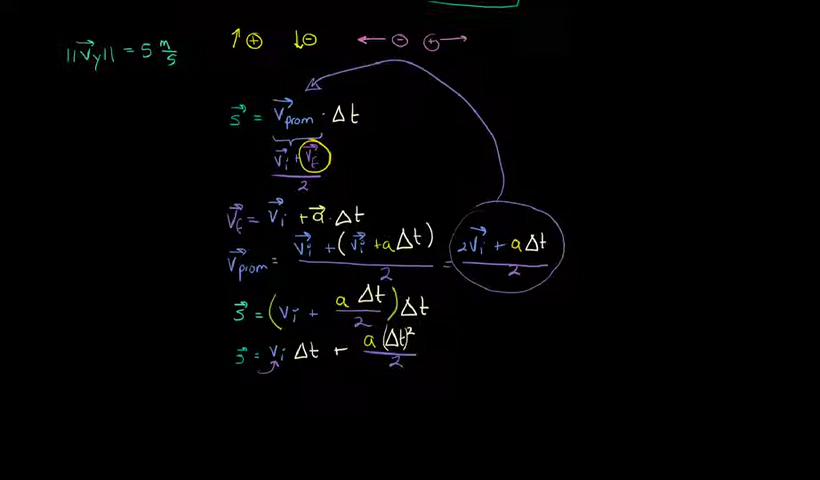 ||v⃗y|| = 5 m/s ↑⊕ ↓⊖ ←⊖ ⊕→
s⃗ = v⃗prom · Δt
(v⃗i + v⃗f)/2
v⃗f = v⃗i + a⃗ · Δt
v⃗prom = (v⃗i + (v⃗i + aΔt))/2 = (2v⃗i + aΔt)/2
s⃗ = (vi + aΔt/2)Δt
s⃗ = viΔt + a(Δt)²/2